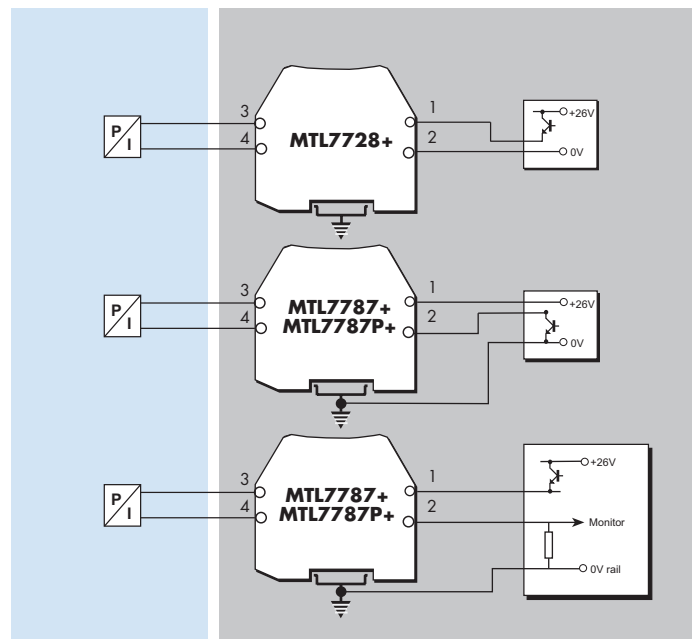 3
1
P/I
MTL7728+
+26V
4
2
0V
3
1
P/I
MTL7787+
MTL7787P+
+26V
4
2
0V
3
1
P/I
MTL7787+
MTL7787P+
+26V
4
2
Monitor
0V rail